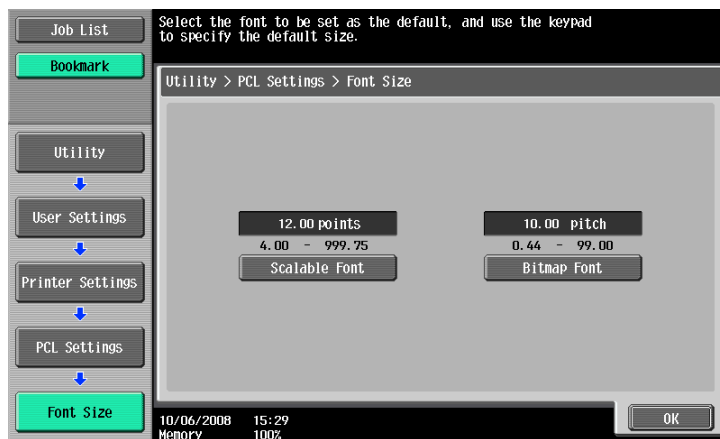 Job List
Bookmark
Select the font to be set as the default, and use the keypad
to specify the default size.
Utility > PCL Settings > Font Size
Utility
User Settings
Printer Settings
PCL Settings
Font Size
12.00 points
4.00 - 999.75
Scalable Font
10.00 pitch
0.44 - 99.00
Bitmap Font
10/06/2008 15:29
Memory 100%
OK